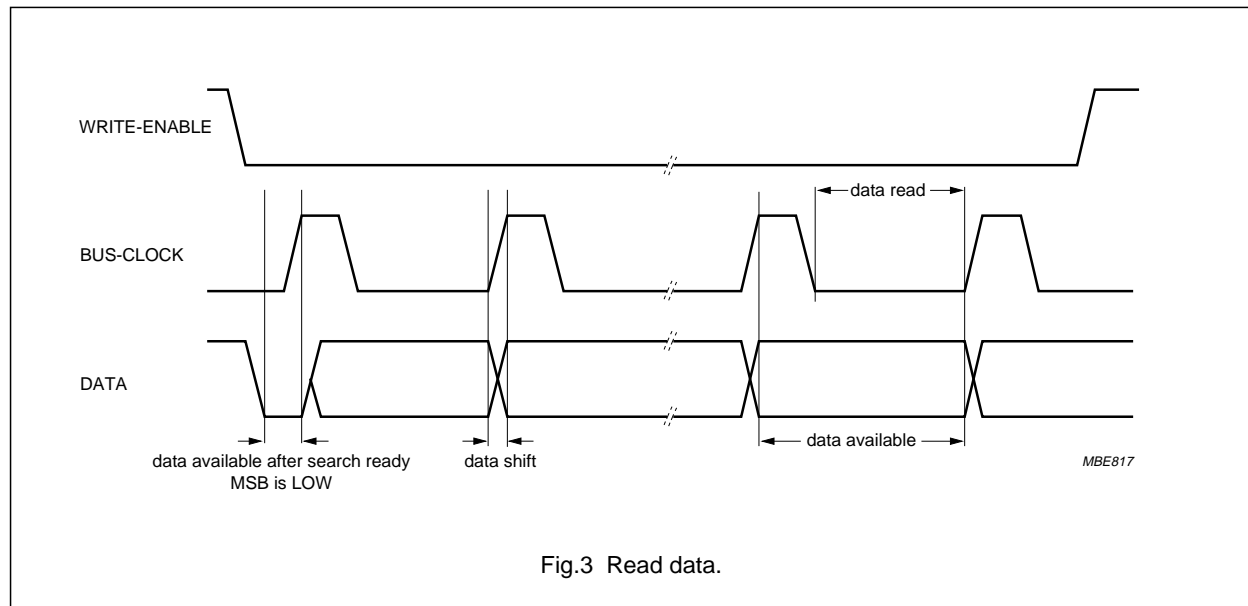 WRITE-ENABLE
data read
BUS-CLOCK
DATA
data available after search ready
MSB is LOW
data shift
data available
MBE817
Fig.3 Read data.